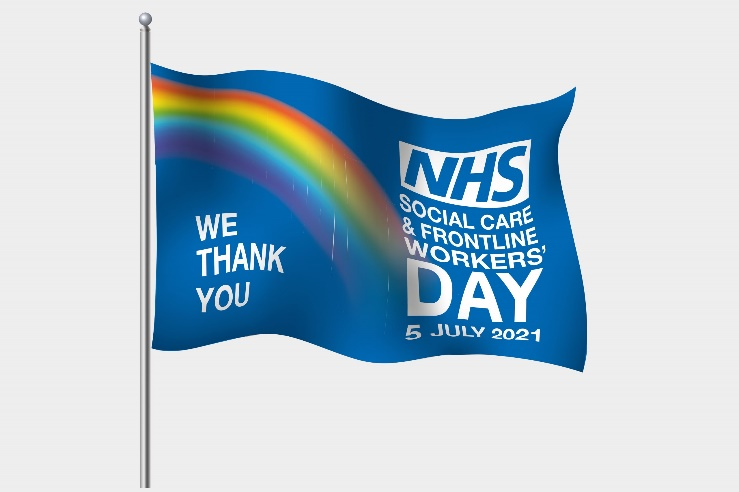 WE
THANK
YOU
NHS
SOCIAL CARE
& FRONTLINE
WORKERS'
DAY
5 JULY 2021